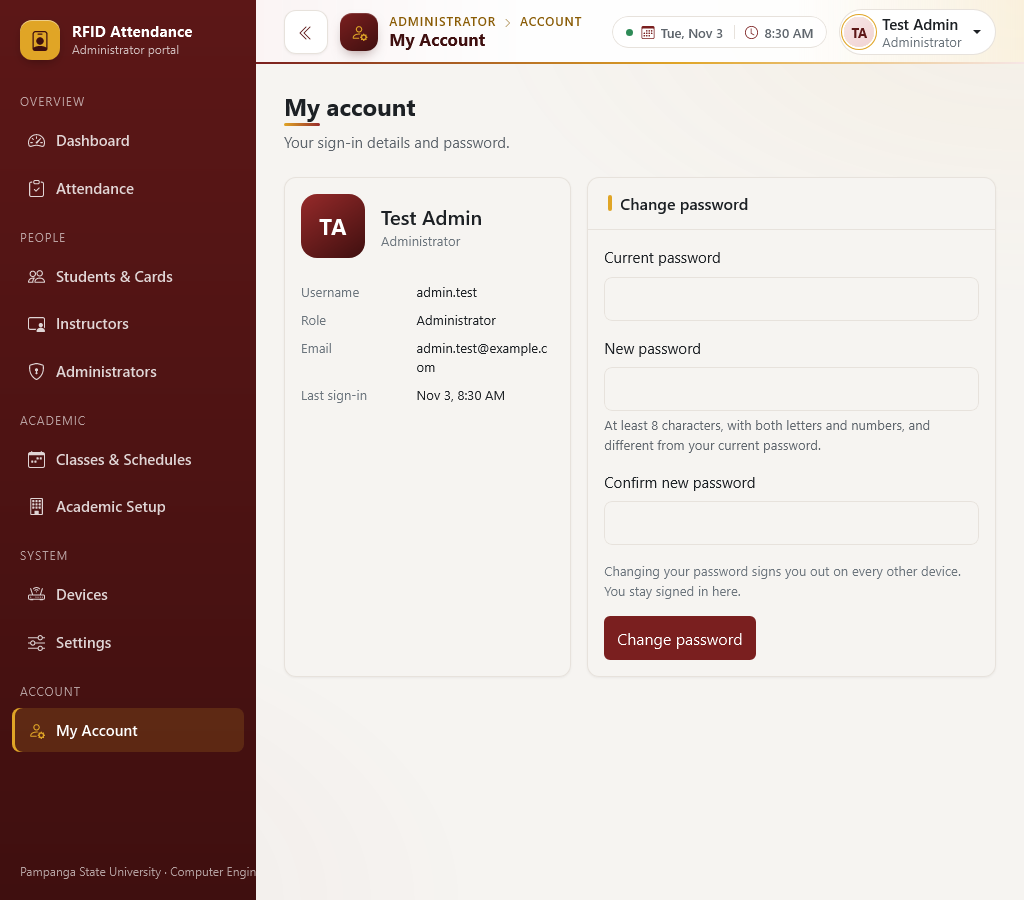 RFID Attendance
Administrator portal
OVERVIEW
Dashboard
Attendance
PEOPLE
Students & Cards
Instructors
Administrators
ACADEMIC
Classes & Schedules
Academic Setup
SYSTEM
Devices
Settings
ACCOUNT
My Account
Pampanga State University · Computer Engin
ADMINISTRATOR > ACCOUNT
My Account
Tue, Nov 3
8:30 AM
TA
Test Admin
Administrator
My account
Your sign-in details and password.
TA
Test Admin
Administrator
Username admin.test
Role Administrator
Email admin.test@example.c
om
Last sign-in Nov 3, 8:30 AM
Change password
Current password
New password
At least 8 characters, with both letters and numbers, and
different from your current password.
Confirm new password
Changing your password signs you out on every other device.
You stay signed in here.
Change password